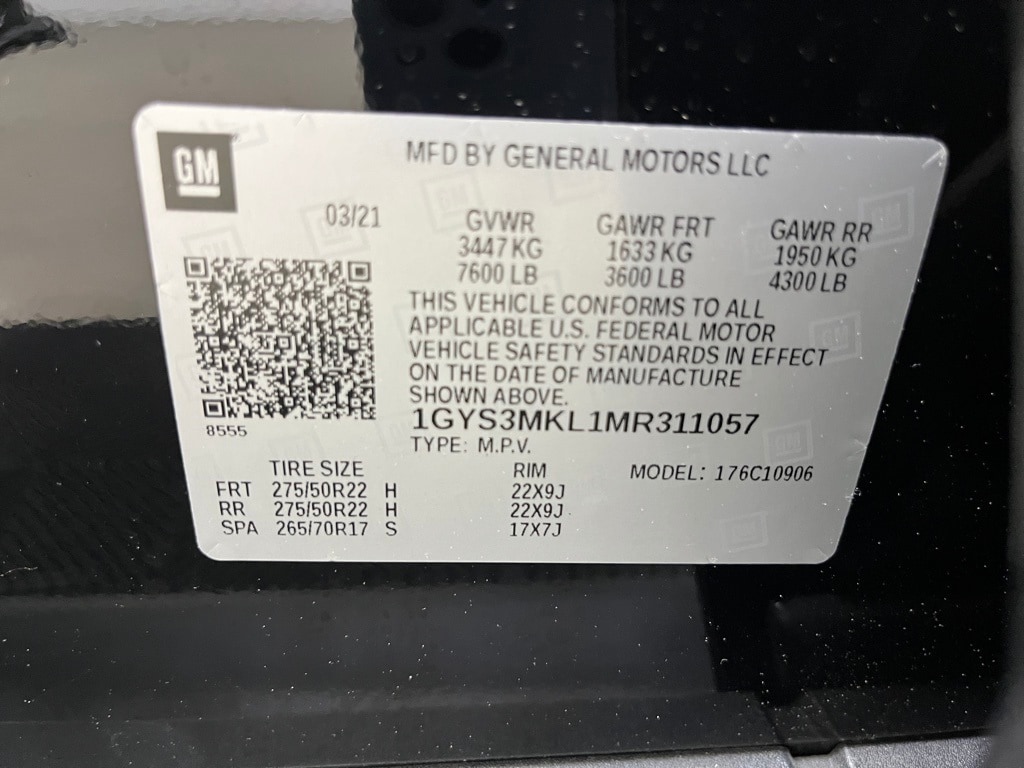 GM
MFD BY GENERAL MOTORS LLC
03/21
GVWR GAWR FRT GAWR RR
3447 KG 1633 KG 1950 KG
7600 LB 3600 LB 4300 LB
THIS VEHICLE CONFORMS TO ALL
APPLICABLE U.S. FEDERAL MOTOR
VEHICLE SAFETY STANDARDS IN EFFECT
ON THE DATE OF MANUFACTURE
SHOWN ABOVE.
8555
1GYS3MKL1MR311057
TYPE: M.P.V.
TIRE SIZE RIM MODEL: 176C10906
FRT 275/50R22 H 22X9J
RR 275/50R22 H 22X9J
SPA 265/70R17 S 17X7J